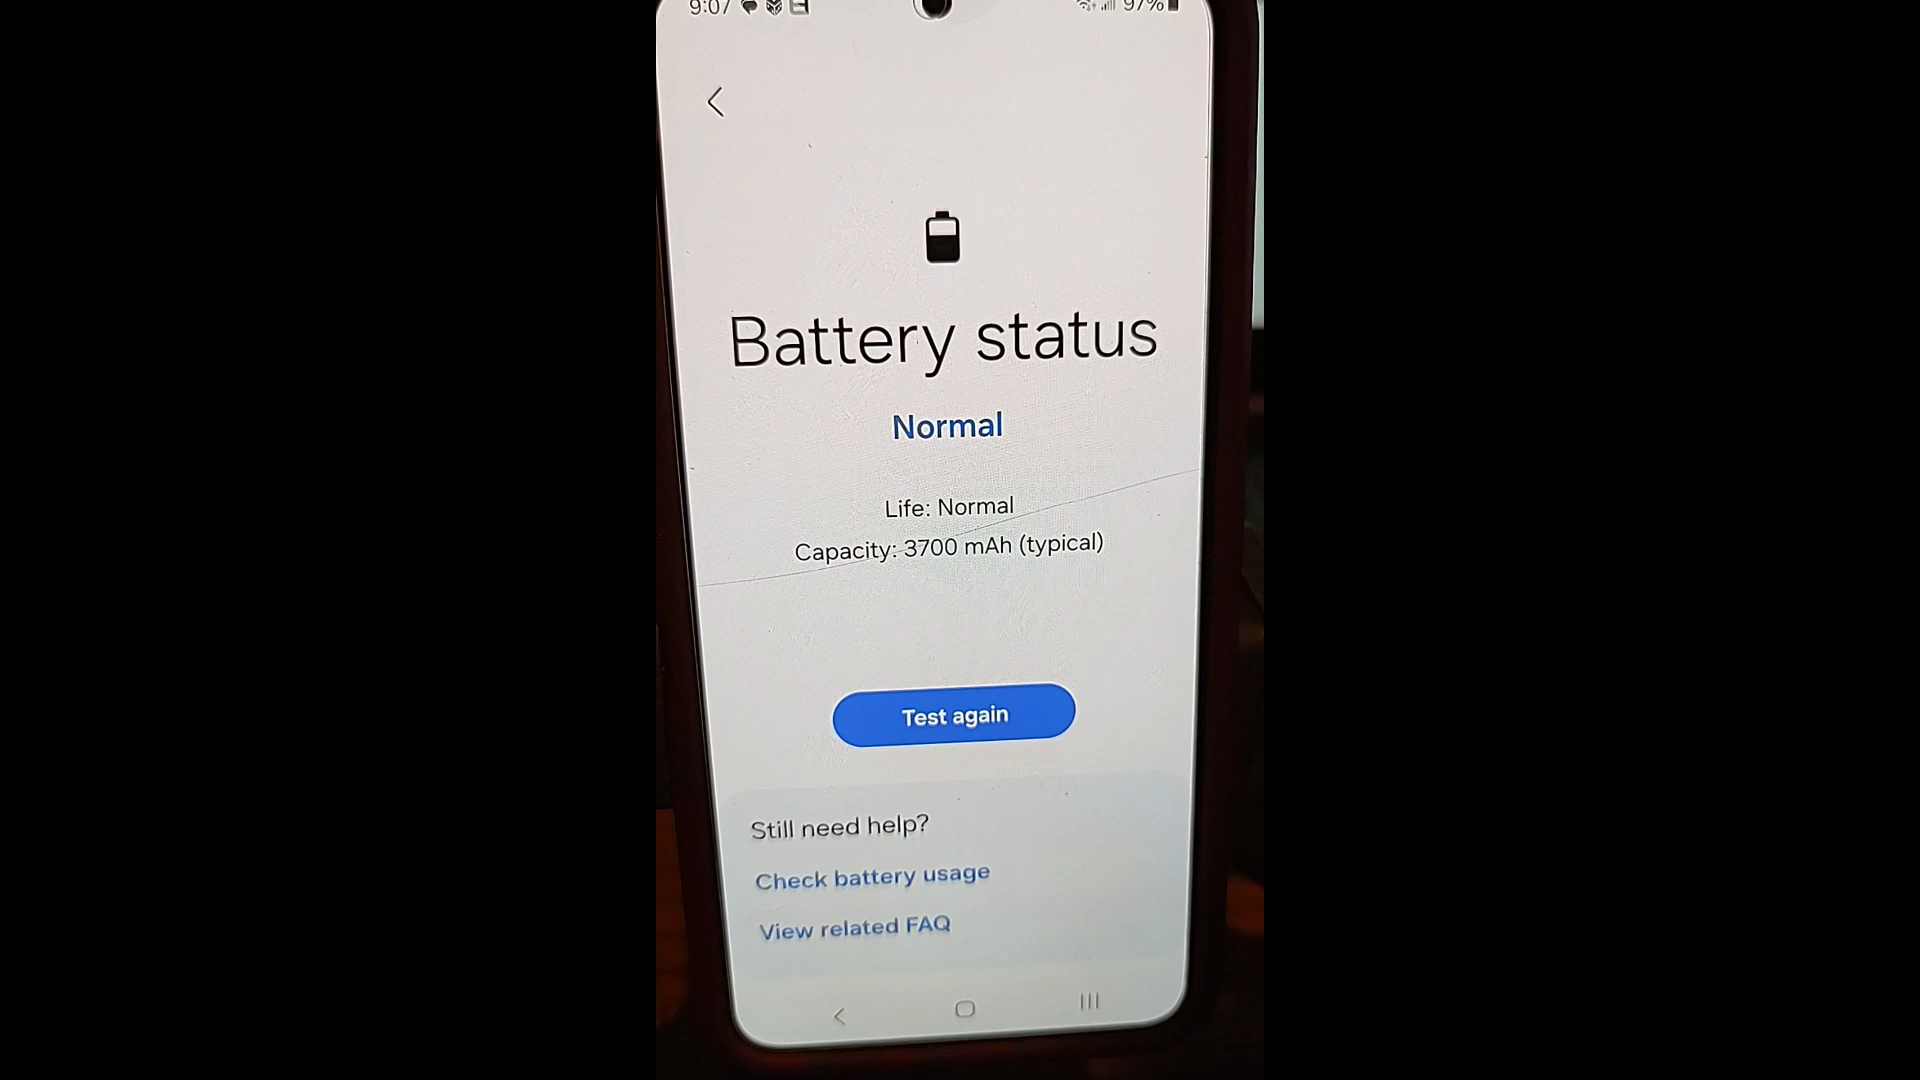 9:07 97%
Battery status
Normal
Life: Normal
Capacity: 3700 mAh (typical)
Test again
Still need help?
Check battery usage
View related FAQ